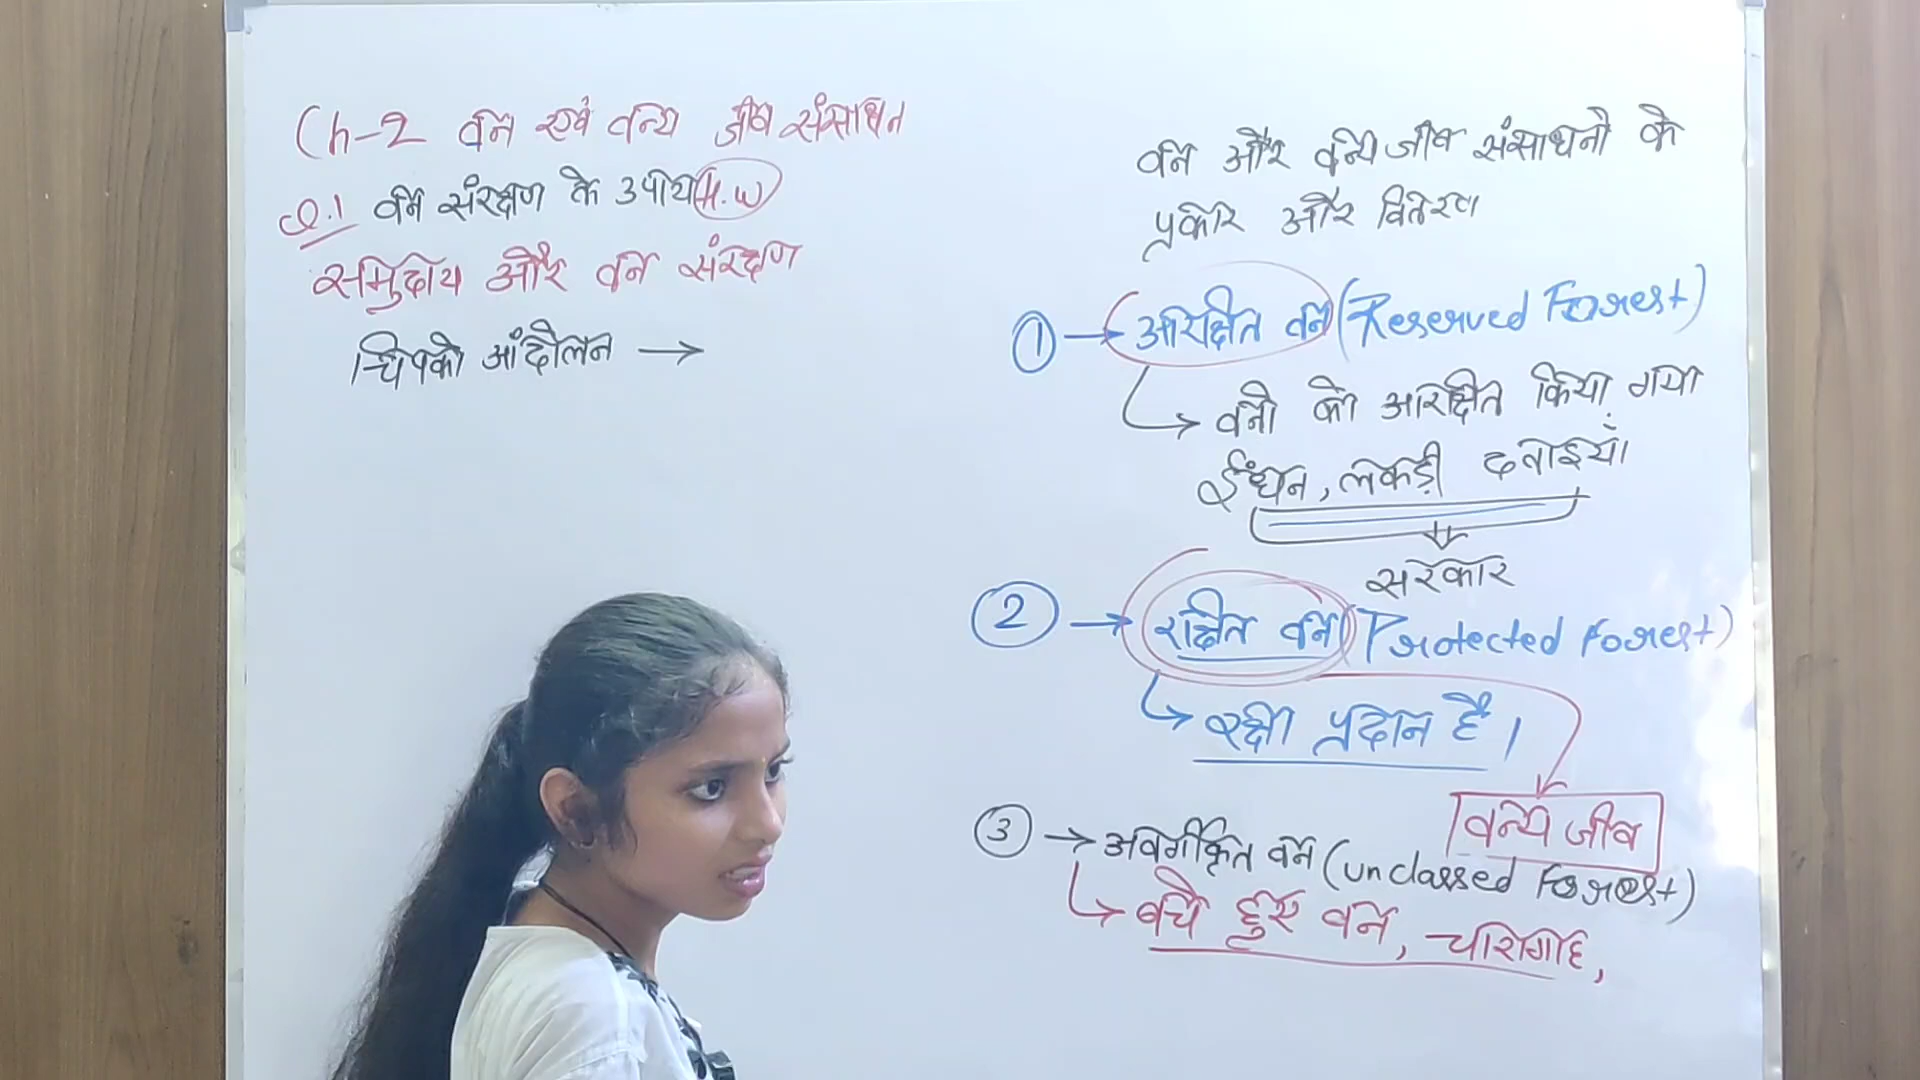 Ch-2 वन एवं वन्य जीव संसाधन
Q.1 वन संरक्षण के उपाय H.W
समुदाय और वन संरक्षण
चिपको आंदोलन →
वन और वन्य जीव संसाधनो के
प्रकार और वितरण
① → आरक्षित वन (Reserved Forest)
↳ वनो को आरक्षित किया गया
ईंधन, लकड़ी दवाइयाँ
सरकार
② → रक्षित वन (Protected Forest)
↳ रक्षा प्रदान है।
वन्य जीव
③ → अवर्गीकृत वन (unclassed Forest)
↳ बचे हुए वन, चारागाह,